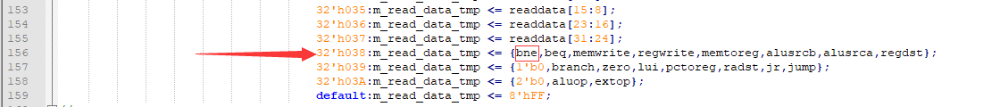 153 32'h035:m_read_data_tmp <= readdata[15:8];
154 32'h036:m_read_data_tmp <= readdata[23:16];
155 32'h037:m_read_data_tmp <= readdata[31:24];
156 32'h038:m_read_data_tmp <= {bne,beq,memwrite,regwrite,memtoreg,alusrcb,alusrca,regdst};
157 32'h039:m_read_data_tmp <= {1'b0,branch,zero,lui,pctoreg,radst,jr,jump};
158 32'h03A:m_read_data_tmp <= {2'b0,aluop,extop};
159 default:m_read_data_tmp <= 8'hFF;